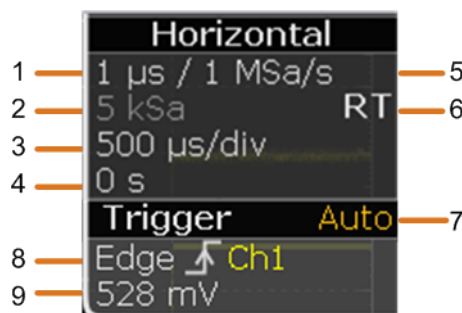 Horizontal
1 1 µs / 1 MSa/s 5
2 5 kSa RT 6
3 500 µs/div
4 0 s
Trigger Auto 7
8 Edge Ch1
9 528 mV